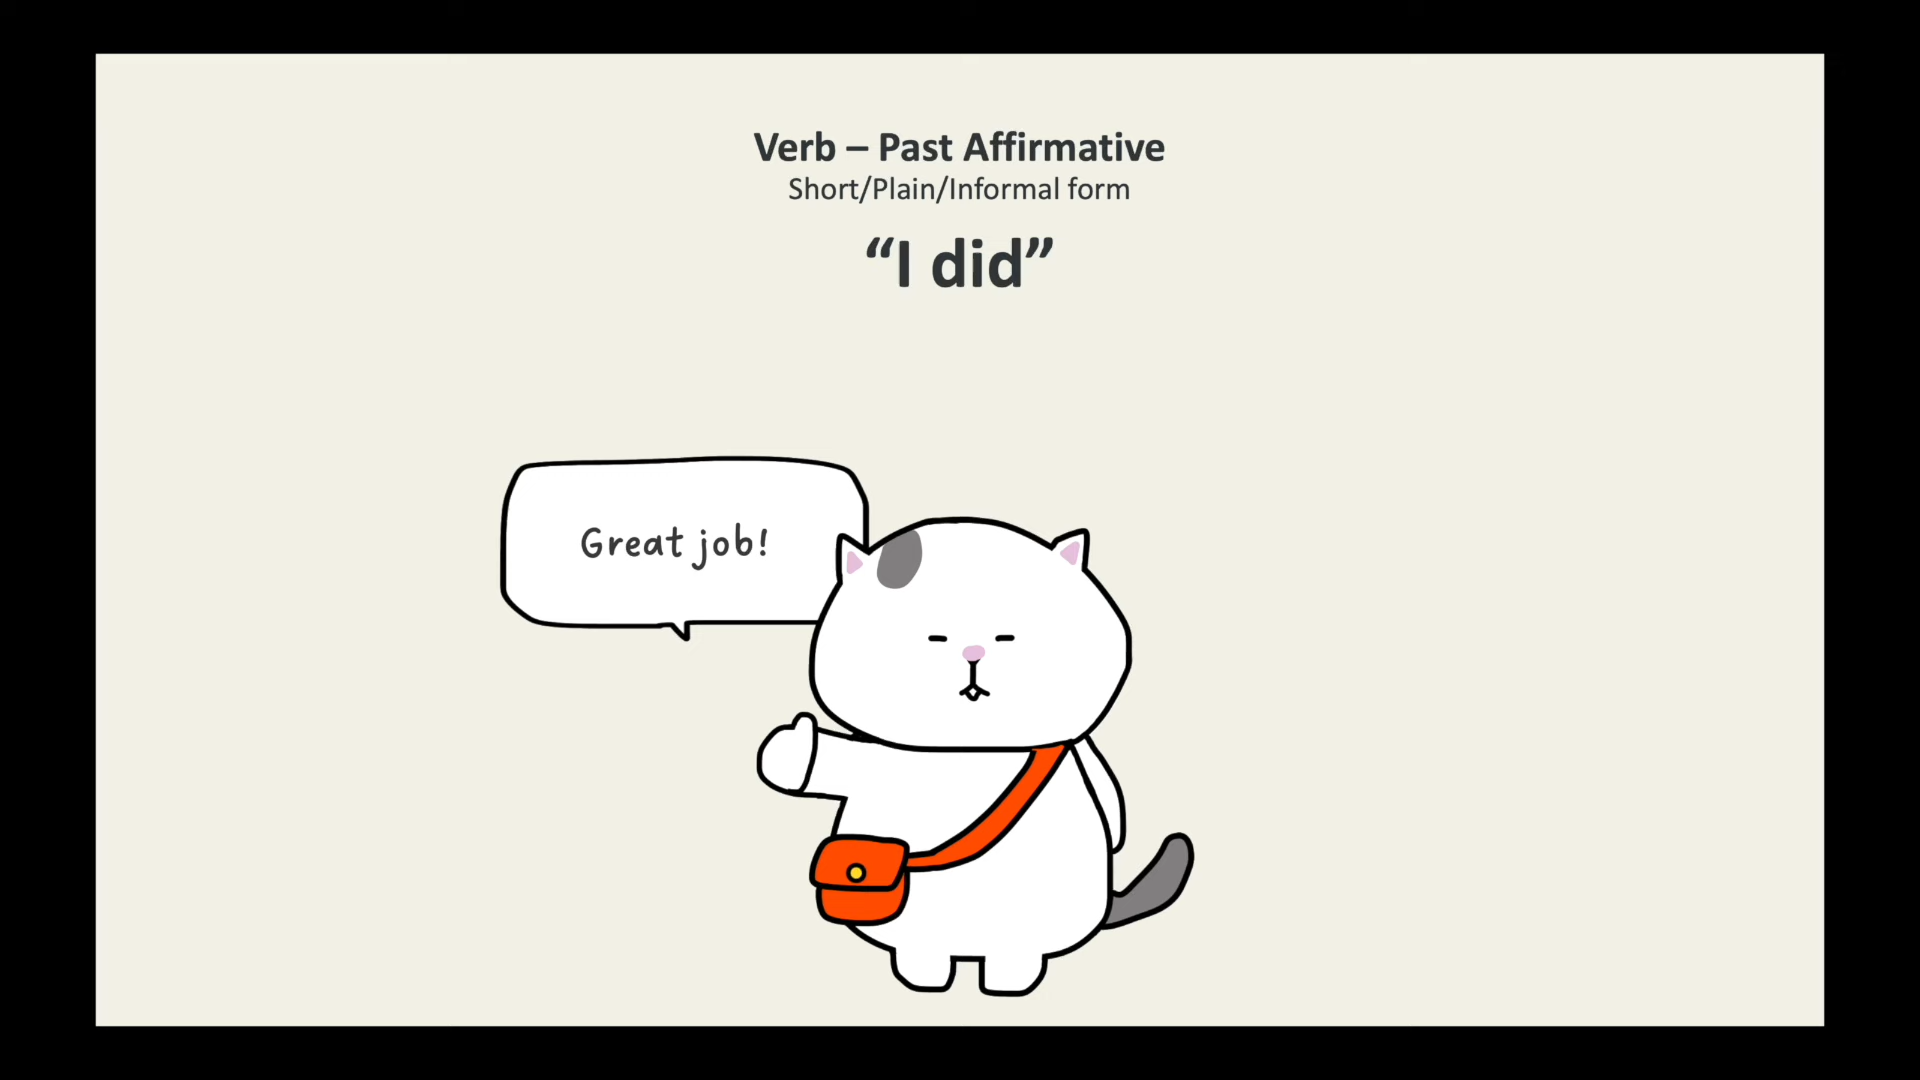 Verb – Past Affirmative
Short/Plain/Informal form
“I did”
Great job!